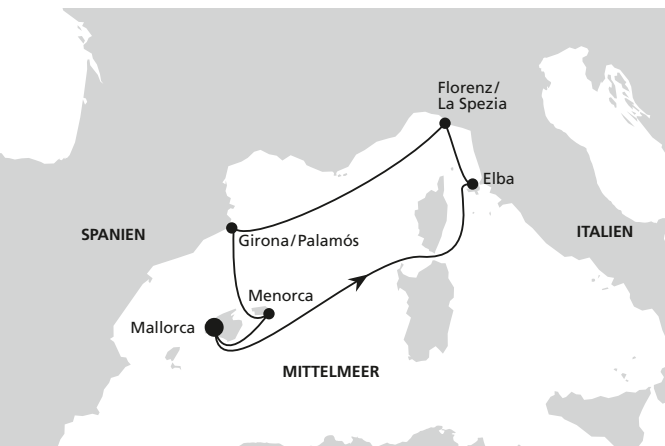 Florenz/
La Spezia
Elba
SPANIEN
ITALIEN
Girona/Palamós
Menorca
Mallorca
MITTELMEER